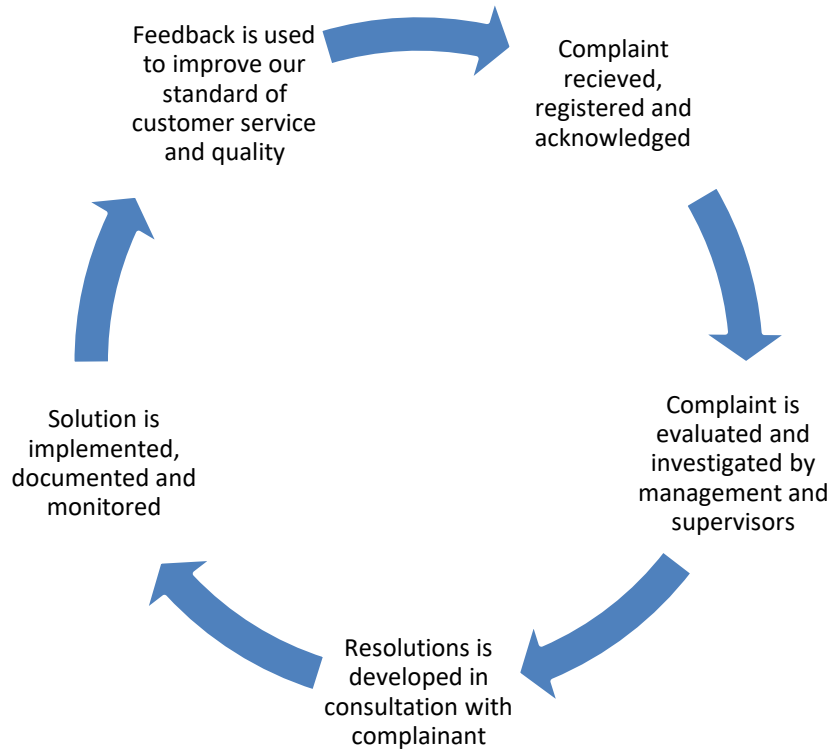 Feedback is used
to improve our
standard of
customer service
and quality
Complaint
recieved,
registered and
acknowledged
Complaint is
evaluated and
investigated by
management and
supervisors
Resolutions is
developed in
consultation with
complainant
Solution is
implemented,
documented and
monitored